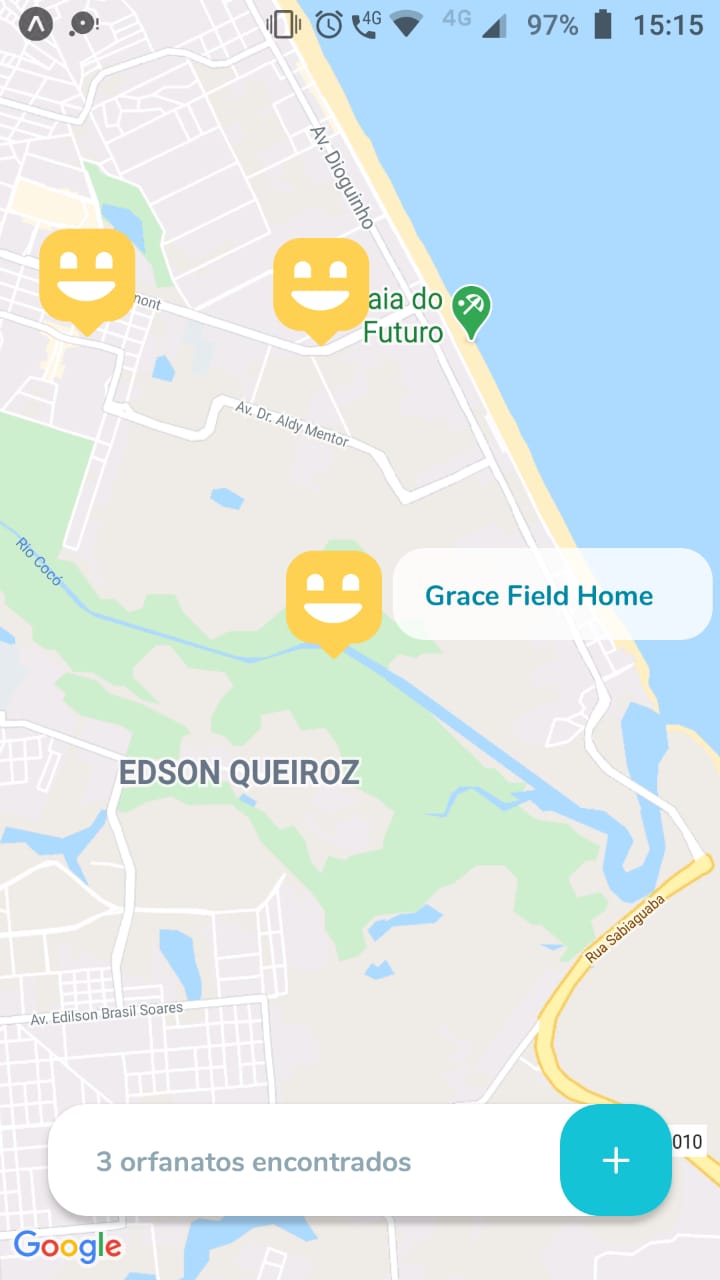 4G 4G 97% 15:15
Av. Dioguinho
mont
aia do
Futuro
Av. Dr. Aldy Mentor
Rio Cocó
Grace Field Home
EDSON QUEIROZ
Rua Sabiaguaba
Av. Edilson Brasil Soares
3 orfanatos encontrados
+
010
Google